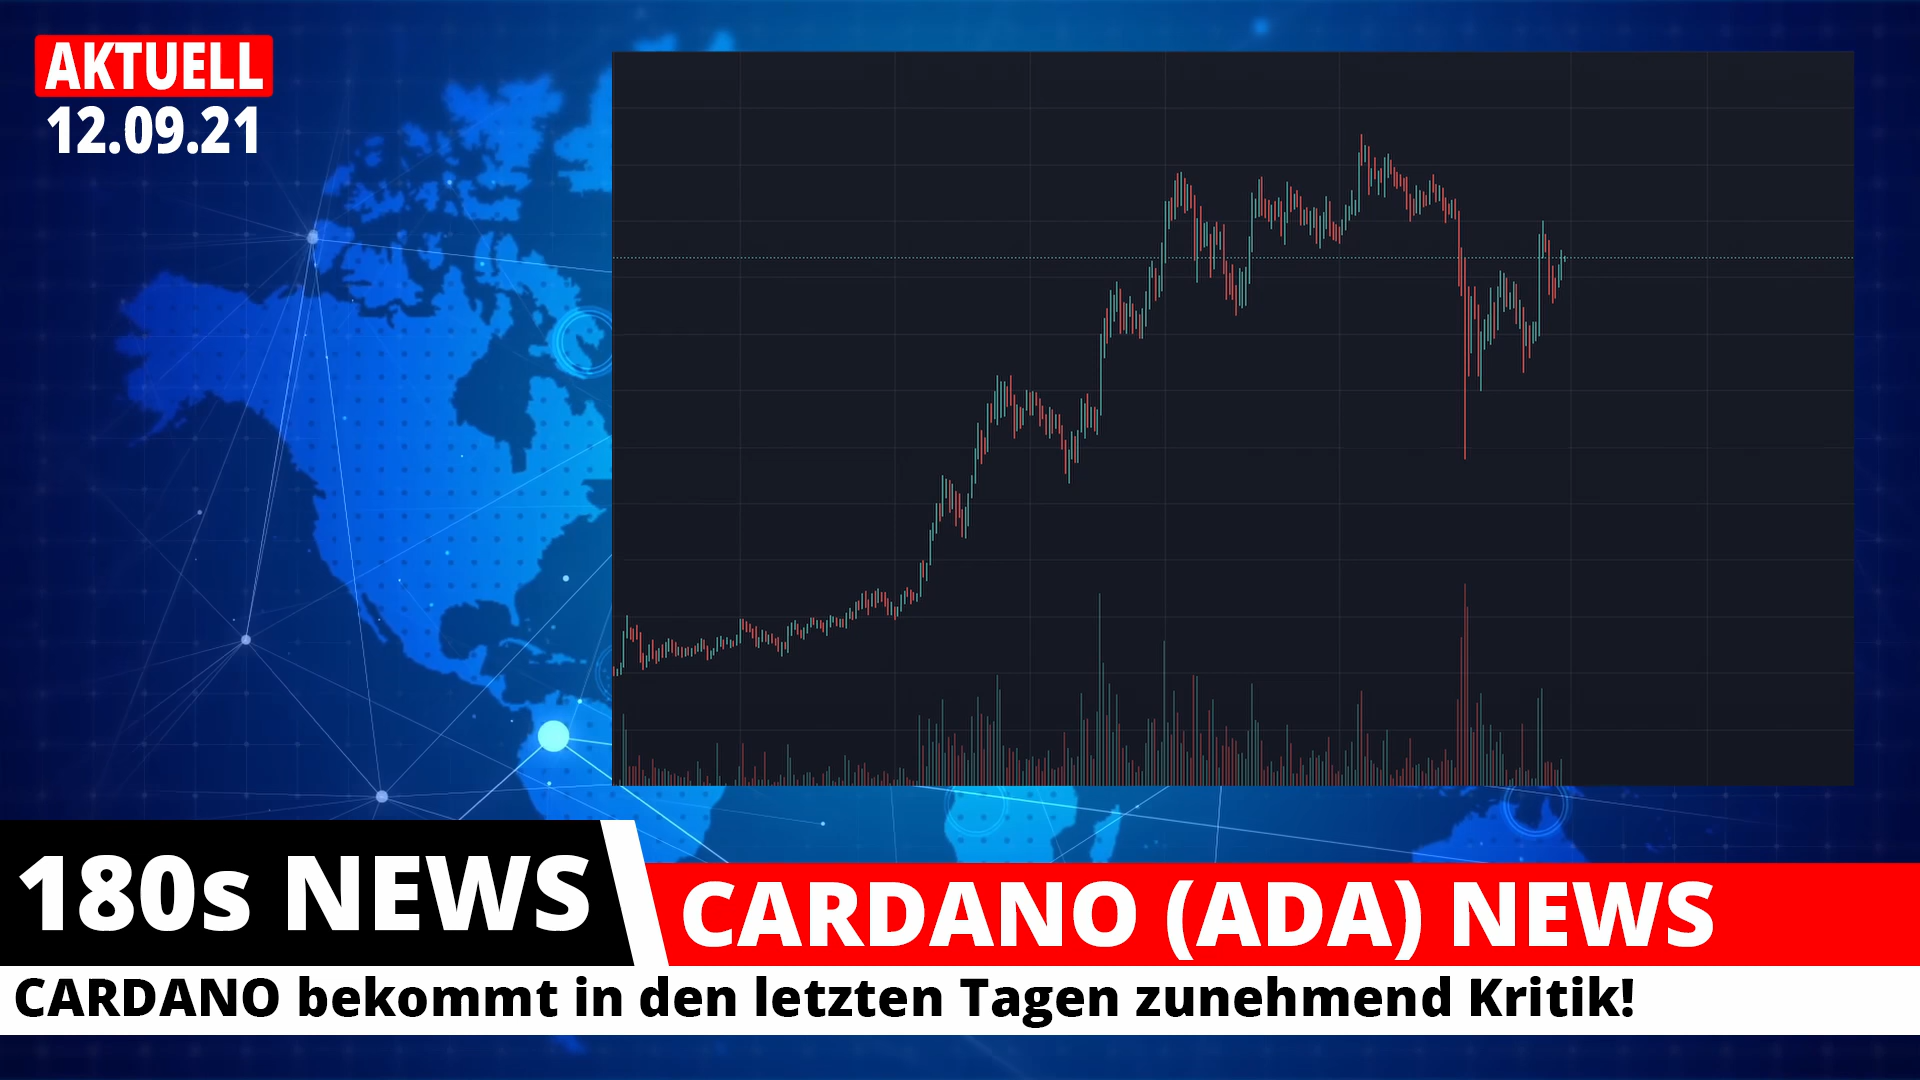 AKTUELL
12.09.21
180s NEWS
CARDANO (ADA) NEWS
CARDANO bekommt in den letzten Tagen zunehmend Kritik!